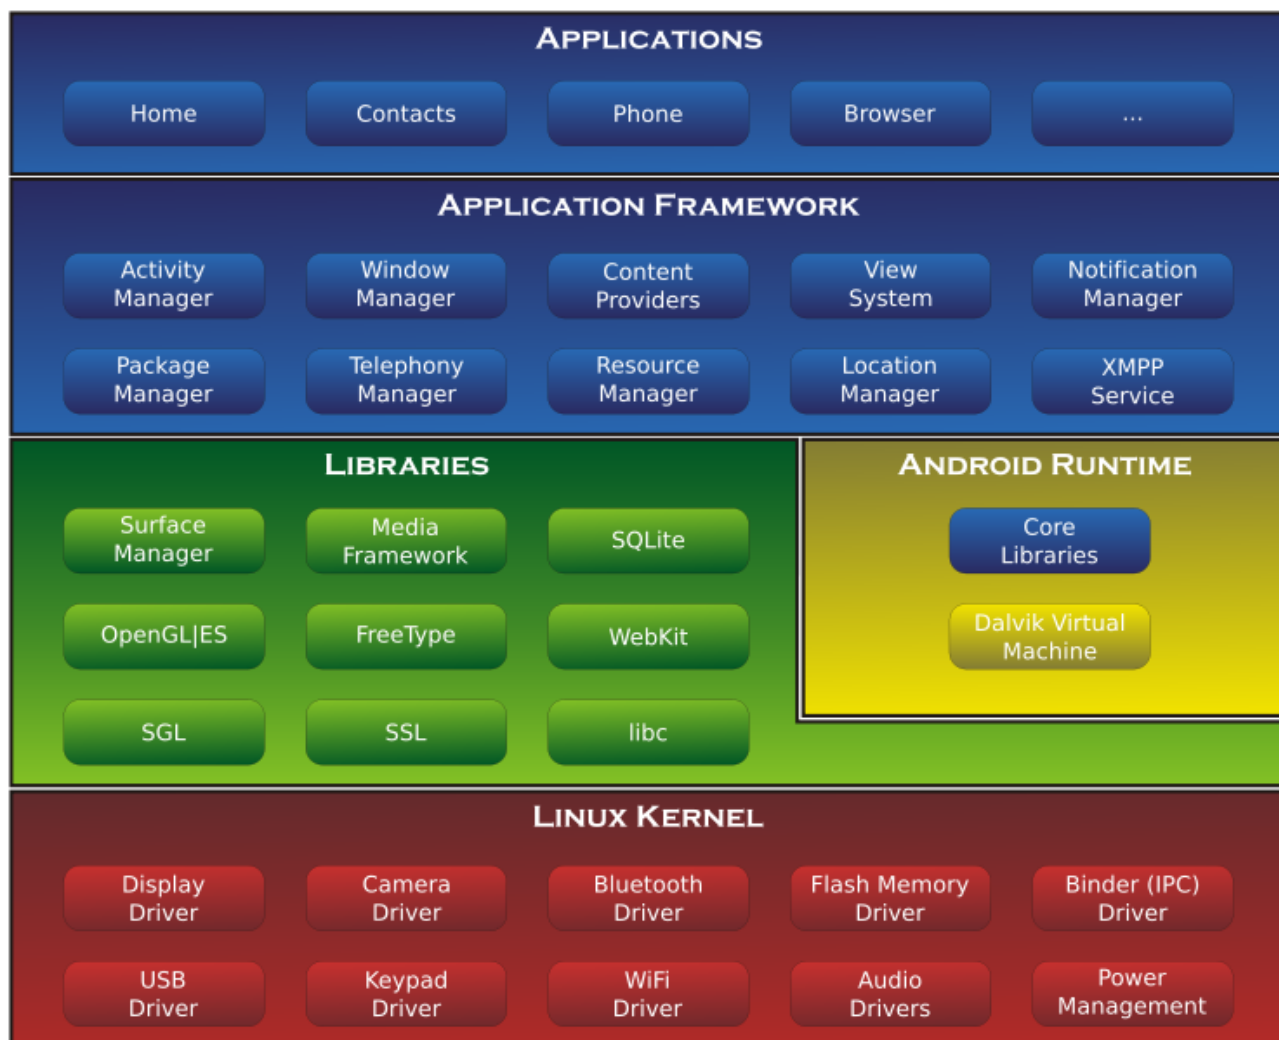 APPLICATIONS
Home
Contacts
Phone
Browser
...
APPLICATION FRAMEWORK
Activity
Manager
Window
Manager
Content
Providers
View
System
Notification
Manager
Package
Manager
Telephony
Manager
Resource
Manager
Location
Manager
XMPP
Service
LIBRARIES
Surface
Manager
Media
Framework
SQLite
OpenGL|ES
FreeType
WebKit
SGL
SSL
libc
ANDROID RUNTIME
Core
Libraries
Dalvik Virtual
Machine
LINUX KERNEL
Display
Driver
Camera
Driver
Bluetooth
Driver
Flash Memory
Driver
Binder (IPC)
Driver
USB
Driver
Keypad
Driver
WiFi
Driver
Audio
Drivers
Power
Management